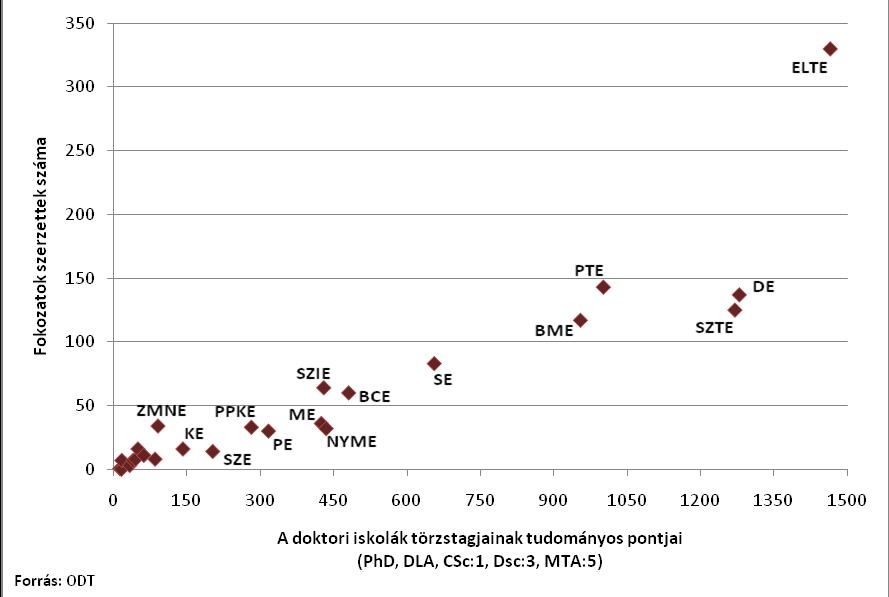 350
300
250
200
150
100
50
0
Fokozatok szerzettek száma
ELTE
PTE
DE
BME
SZTE
SZIE
SE
BCE
ZMNE
PPKE
ME
KE
PE
NYME
SZE
0 150 300 450 600 750 900 1050 1200 1350 1500
A doktori iskolák törzstagjainak tudományos pontjai
(PhD, DLA, CSc:1, Dsc:3, MTA:5)
Forrás: ODT